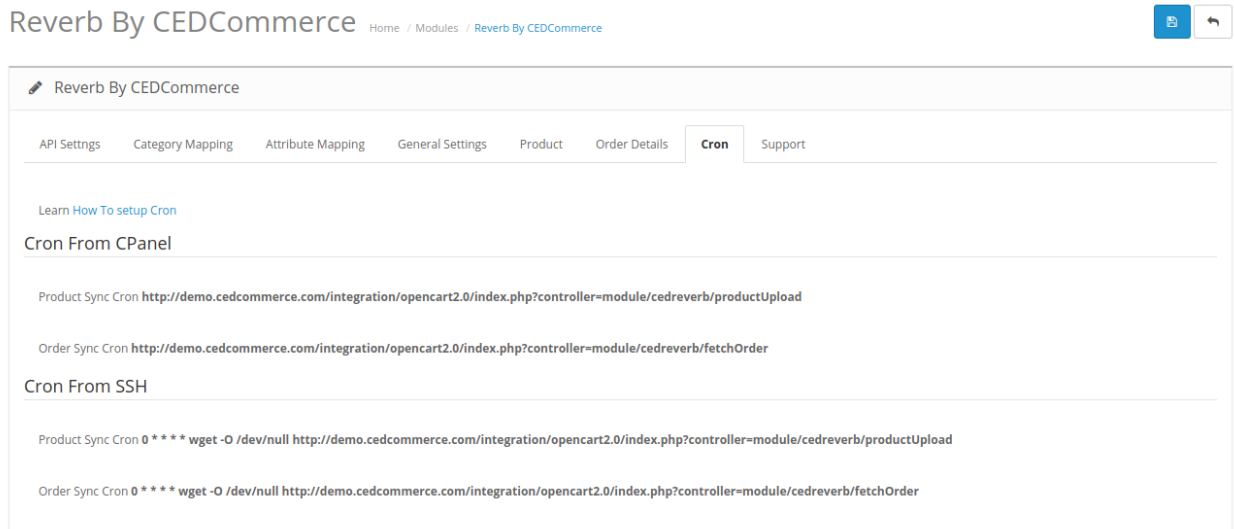 Reverb By CEDCommerce Home / Modules / Reverb By CEDCommerce
Reverb By CEDCommerce
API Settngs Category Mapping Attribute Mapping General Settings Product Order Details Cron Support
Learn How To setup Cron
Cron From CPanel
Product Sync Cron http://demo.cedcommerce.com/integration/opencart2.0/index.php?controller=module/cedreverb/productUpload
Order Sync Cron http://demo.cedcommerce.com/integration/opencart2.0/index.php?controller=module/cedreverb/fetchOrder
Cron From SSH
Product Sync Cron 0 * * * * wget -O /dev/null http://demo.cedcommerce.com/integration/opencart2.0/index.php?controller=module/cedreverb/productUpload
Order Sync Cron 0 * * * * wget -O /dev/null http://demo.cedcommerce.com/integration/opencart2.0/index.php?controller=module/cedreverb/fetchOrder